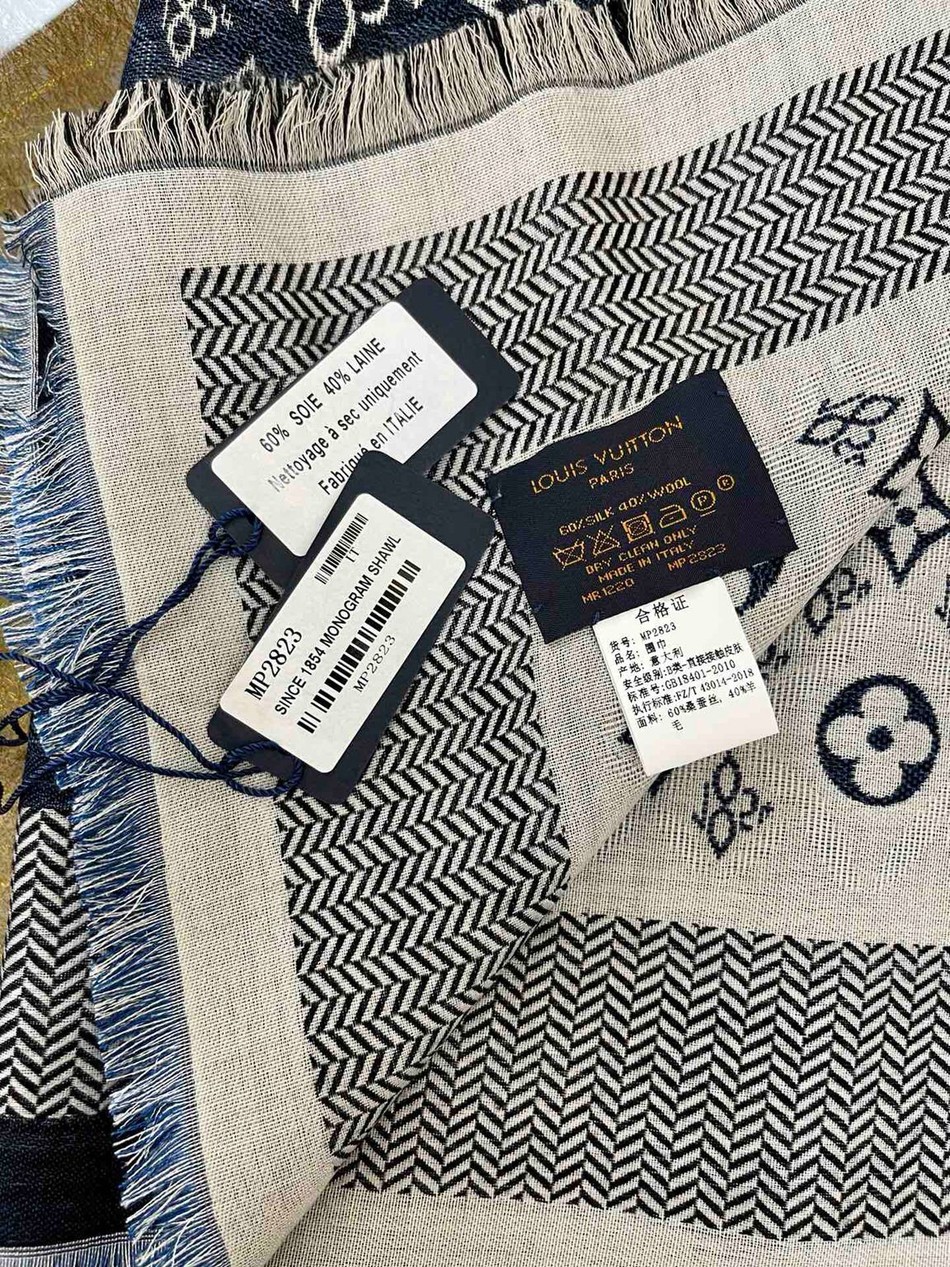 60% SOIE 40% LAINE
Nettoyage à sec uniquement
Fabriqué en ITALIE
TT
MP2823
SINCE 1854 MONOGRAM SHAWL
MP2823
LOUIS VUITTON
PARIS
60%SILK 40%WOOL
P B
DRY CLEAN ONLY
MADE IN ITALY
MR1220 MP2823
合格证
货号: MP2823
品名: 围巾
产地: 意大利
安全级别:B类-直接接触皮肤
标准号:GB18401-2010
执行标准:FZ/T 43014-2018
面料: 60%桑蚕丝, 40%羊
毛